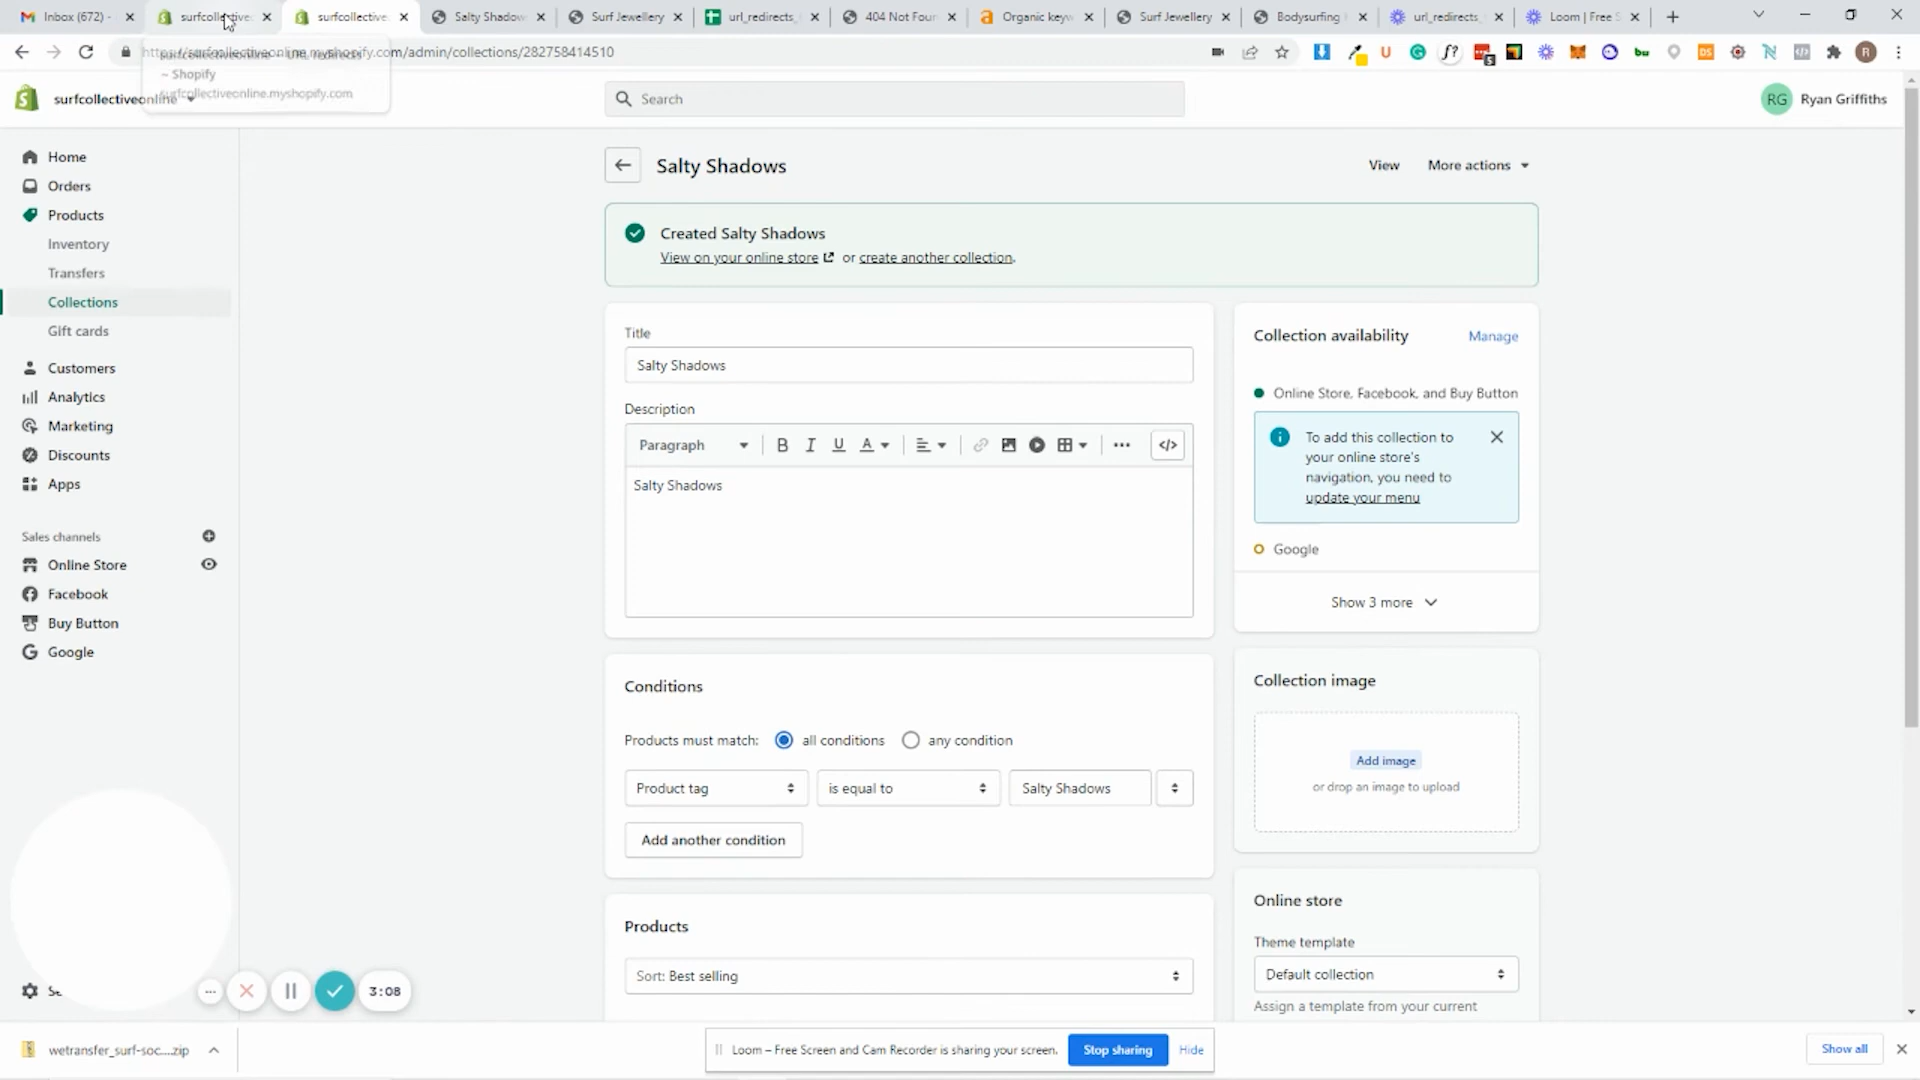 Inbox (672) -
surfcollective
surfcollective
Salty Shadow
Surf Jewellery
url_redirects_
404 Not Foun
Organic keyw
Surf Jewellery
Bodysurfing
url_redirects_
Loom | Free S
https://surfcollectiveonline.myshopify.com/admin/collections/282758414510
~ Shopify
surfcollectiveonline.myshopify.com
surfcollectiveonline
Search
RG
Ryan Griffiths
Home
Orders
Products
Inventory
Transfers
Collections
Gift cards
Customers
Analytics
Marketing
Discounts
Apps
Sales channels
Online Store
Facebook
Buy Button
Google
Salty Shadows
View
More actions
Created Salty Shadows
View on your online store or create another collection.
Title
Salty Shadows
Description
Paragraph
B I U A
Salty Shadows
Conditions
Products must match: all conditions any condition
Product tag
is equal to
Salty Shadows
Add another condition
Products
Sort: Best selling
Collection availability
Manage
Online Store, Facebook, and Buy Button
To add this collection to
your online store's
navigation, you need to
update your menu
Google
Show 3 more
Collection image
Add image
or drop an image to upload
Online store
Theme template
Default collection
Assign a template from your current
3:08
wetransfer_surf-soc....zip
Loom – Free Screen and Cam Recorder is sharing your screen.
Stop sharing
Hide
Show all